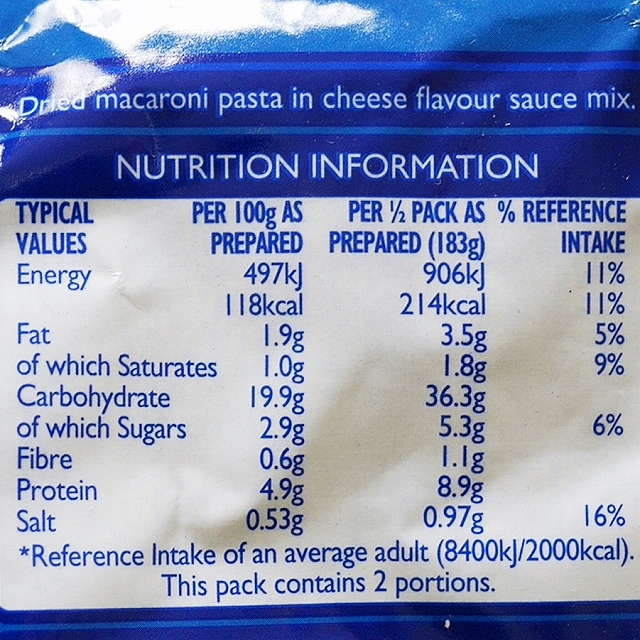 Dried macaroni pasta in cheese flavour sauce mix.
NUTRITION INFORMATION
TYPICAL PER 100g AS PER ½ PACK AS % REFERENCE
VALUES PREPARED PREPARED (183g) INTAKE
Energy 497kJ 906kJ 11%
118kcal 214kcal 11%
Fat 1.9g 3.5g 5%
of which Saturates 1.0g 1.8g 9%
Carbohydrate 19.9g 36.3g
of which Sugars 2.9g 5.3g 6%
Fibre 0.6g 1.1g
Protein 4.9g 8.9g
Salt 0.53g 0.97g 16%
*Reference Intake of an average adult (8400kJ/2000kcal).
This pack contains 2 portions.